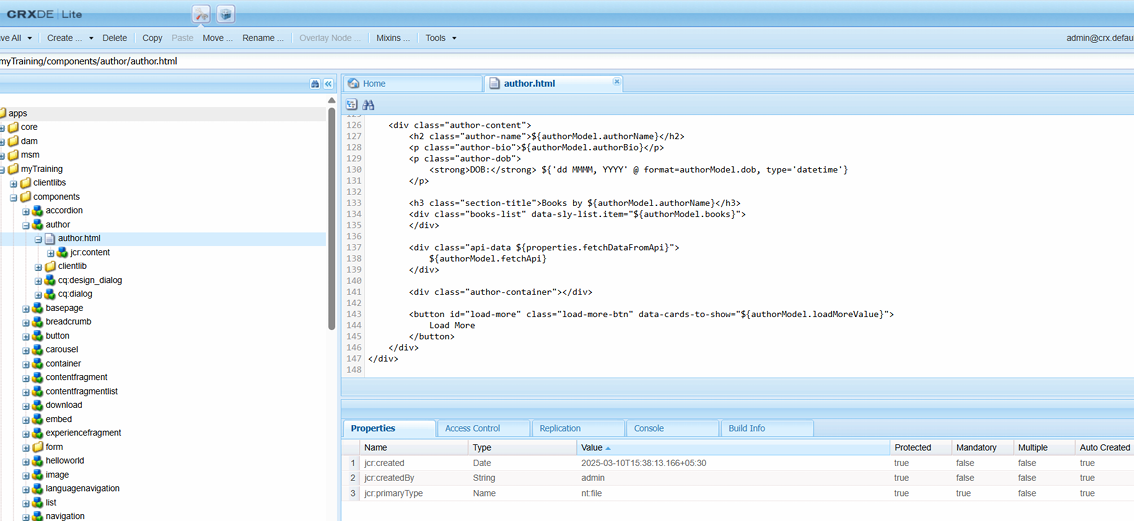 CRXDE | Lite
ve All Create ... Delete Copy Paste Move ... Rename ... Overlay Node ... Mixins ... Tools admin@crx.defau
myTraining/components/author/author.html
Home author.html
apps
core
dam
msm
myTraining
clientlibs
components
accordion
author
author.html
jcr:content
clientlib
cq:design_dialog
cq:dialog
basepage
breadcrumb
button
carousel
container
contentfragment
contentfragmentlist
download
embed
experiencefragment
form
helloworld
image
languagenavigation
list
navigation
126 <div class="author-content">
127 <h2 class="author-name">${authorModel.authorName}</h2>
128 <p class="author-bio">${authorModel.authorBio}</p>
129 <p class="author-dob">
130 <strong>DOB:</strong> ${'dd MMMM, YYYY' @ format=authorModel.dob, type='datetime'}
131 </p>
132
133 <h3 class="section-title">Books by ${authorModel.authorName}</h3>
134 <div class="books-list" data-sly-list.item="${authorModel.books}">
135 </div>
136
137 <div class="api-data ${properties.fetchDataFromApi}">
138 ${authorModel.fetchApi}
139 </div>
140
141 <div class="author-container"></div>
142
143 <button id="load-more" class="load-more-btn" data-cards-to-show="${authorModel.loadMoreValue}">
144 Load More
145 </button>
146 </div>
147 </div>
148
Properties Access Control Replication Console Build Info
Name Type Value Protected Mandatory Multiple Auto Created
1 jcr:created Date 2025-03-10T15:38:13.166+05:30 true false false true
2 jcr:createdBy String admin true false false true
3 jcr:primaryType Name nt:file true true false true